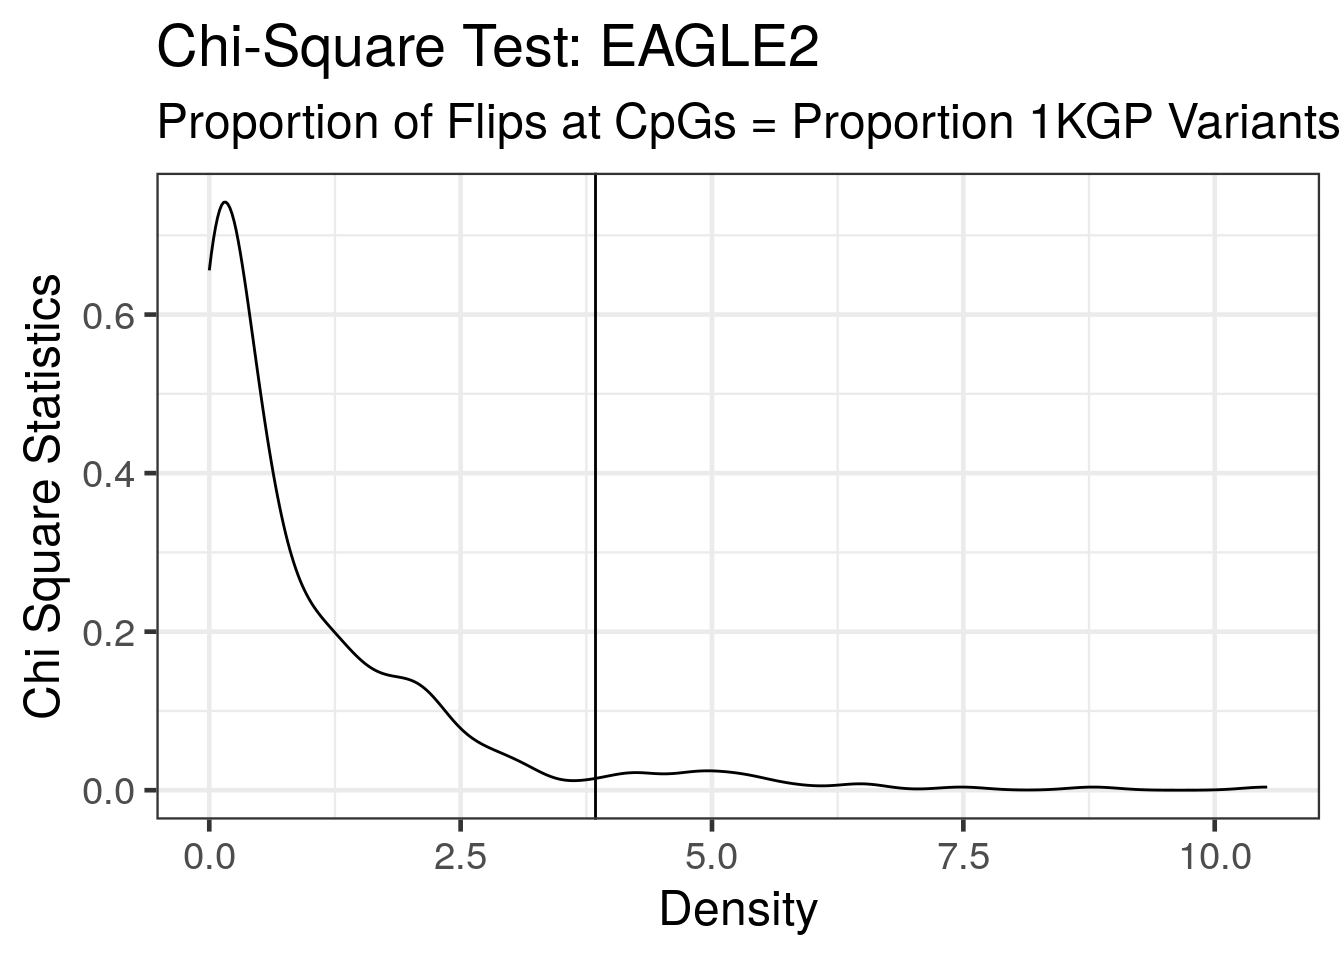 Chi-Square Test: EAGLE2
Proportion of Flips at CpGs = Proportion 1KGP Variants
Chi Square Statistics
0.6
0.4
0.2
0.0
0.0 2.5 5.0 7.5 10.0
Density